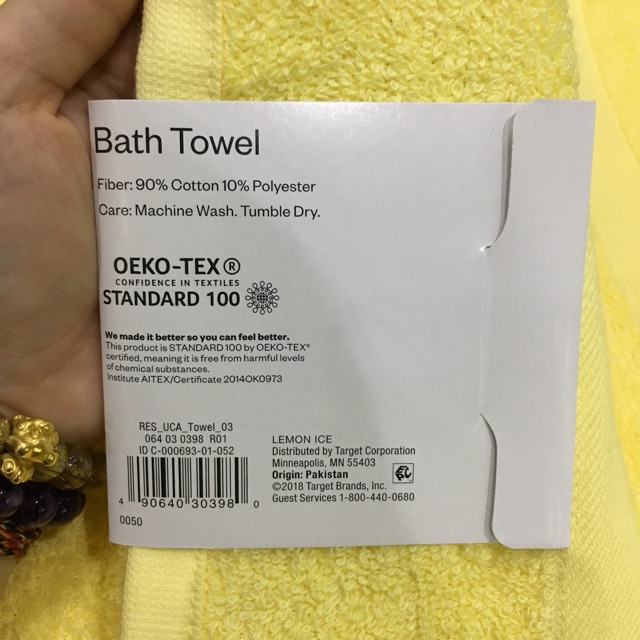 Bath Towel
Fiber: 90% Cotton 10% Polyester
Care: Machine Wash. Tumble Dry.
OEKO-TEX®
CONFIDENCE IN TEXTILES
STANDARD 100
We made it better so you can feel better.
This product is STANDARD 100 by OEKO-TEX®
certified, meaning it is free from harmful levels
of chemical substances.
Institute AITEX/Certificate 2014OK0973
RES_UCA_Towel_03
064 03 0398 R01
ID C-000693-01-052
4 90640 30398 0
0050
LEMON ICE
Distributed by Target Corporation
Minneapolis, MN 55403
Origin: Pakistan
©2018 Target Brands, Inc.
Guest Services 1-800-440-0680